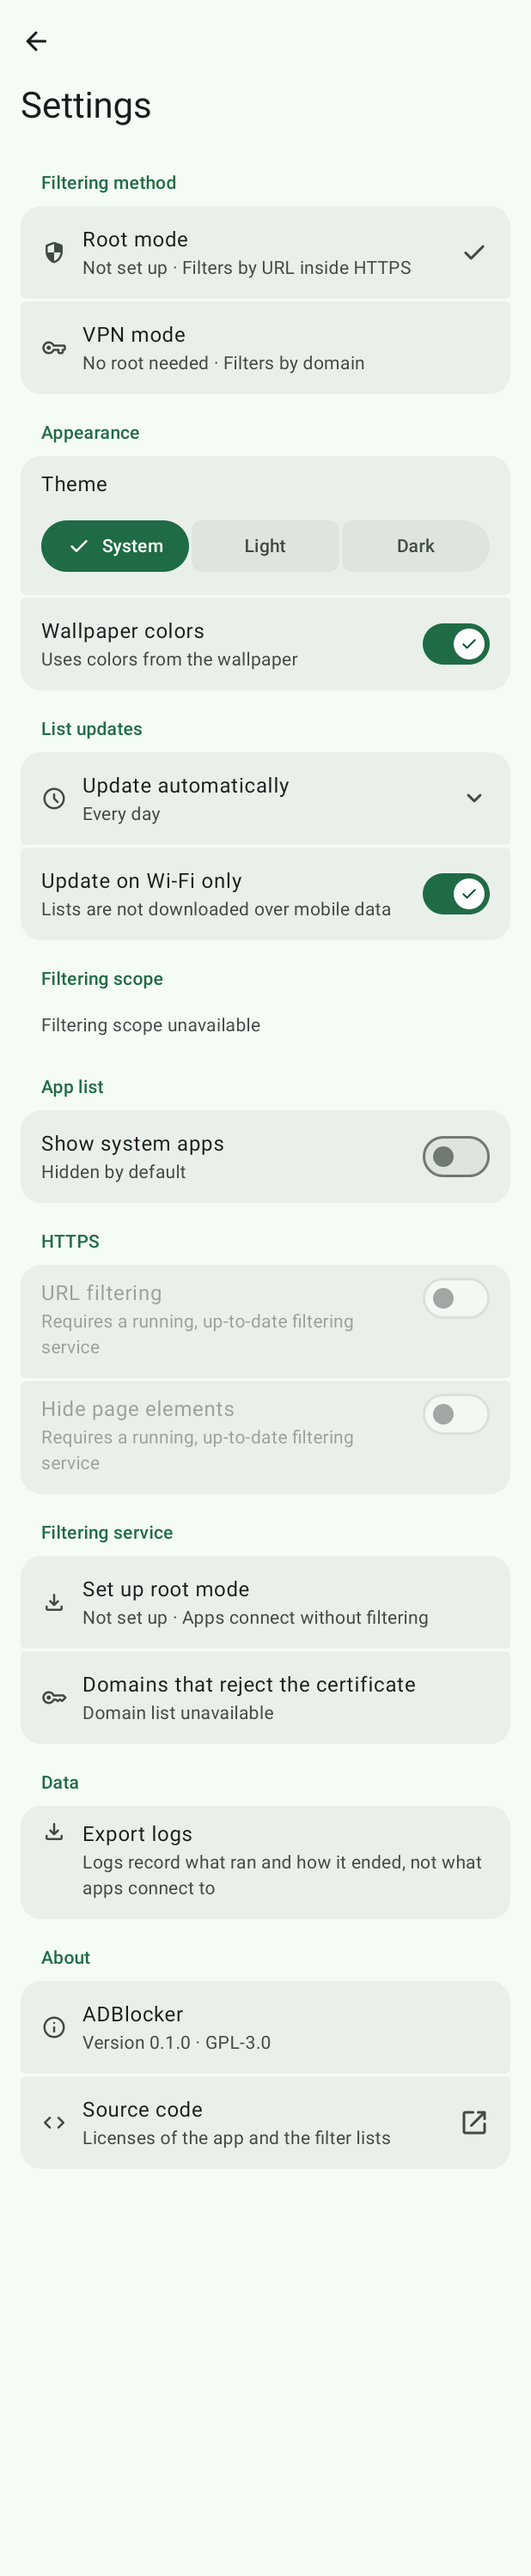 Settings
Filtering method
Root mode
Not set up · Filters by URL inside HTTPS
VPN mode
No root needed · Filters by domain
Appearance
Theme
System
Light
Dark
Wallpaper colors
Uses colors from the wallpaper
List updates
Update automatically
Every day
Update on Wi-Fi only
Lists are not downloaded over mobile data
Filtering scope
Filtering scope unavailable
App list
Show system apps
Hidden by default
HTTPS
URL filtering
Requires a running, up-to-date filtering
service
Hide page elements
Requires a running, up-to-date filtering
service
Filtering service
Set up root mode
Not set up · Apps connect without filtering
Domains that reject the certificate
Domain list unavailable
Data
Export logs
Logs record what ran and how it ended, not what
apps connect to
About
ADBlocker
Version 0.1.0 · GPL-3.0
Source code
Licenses of the app and the filter lists